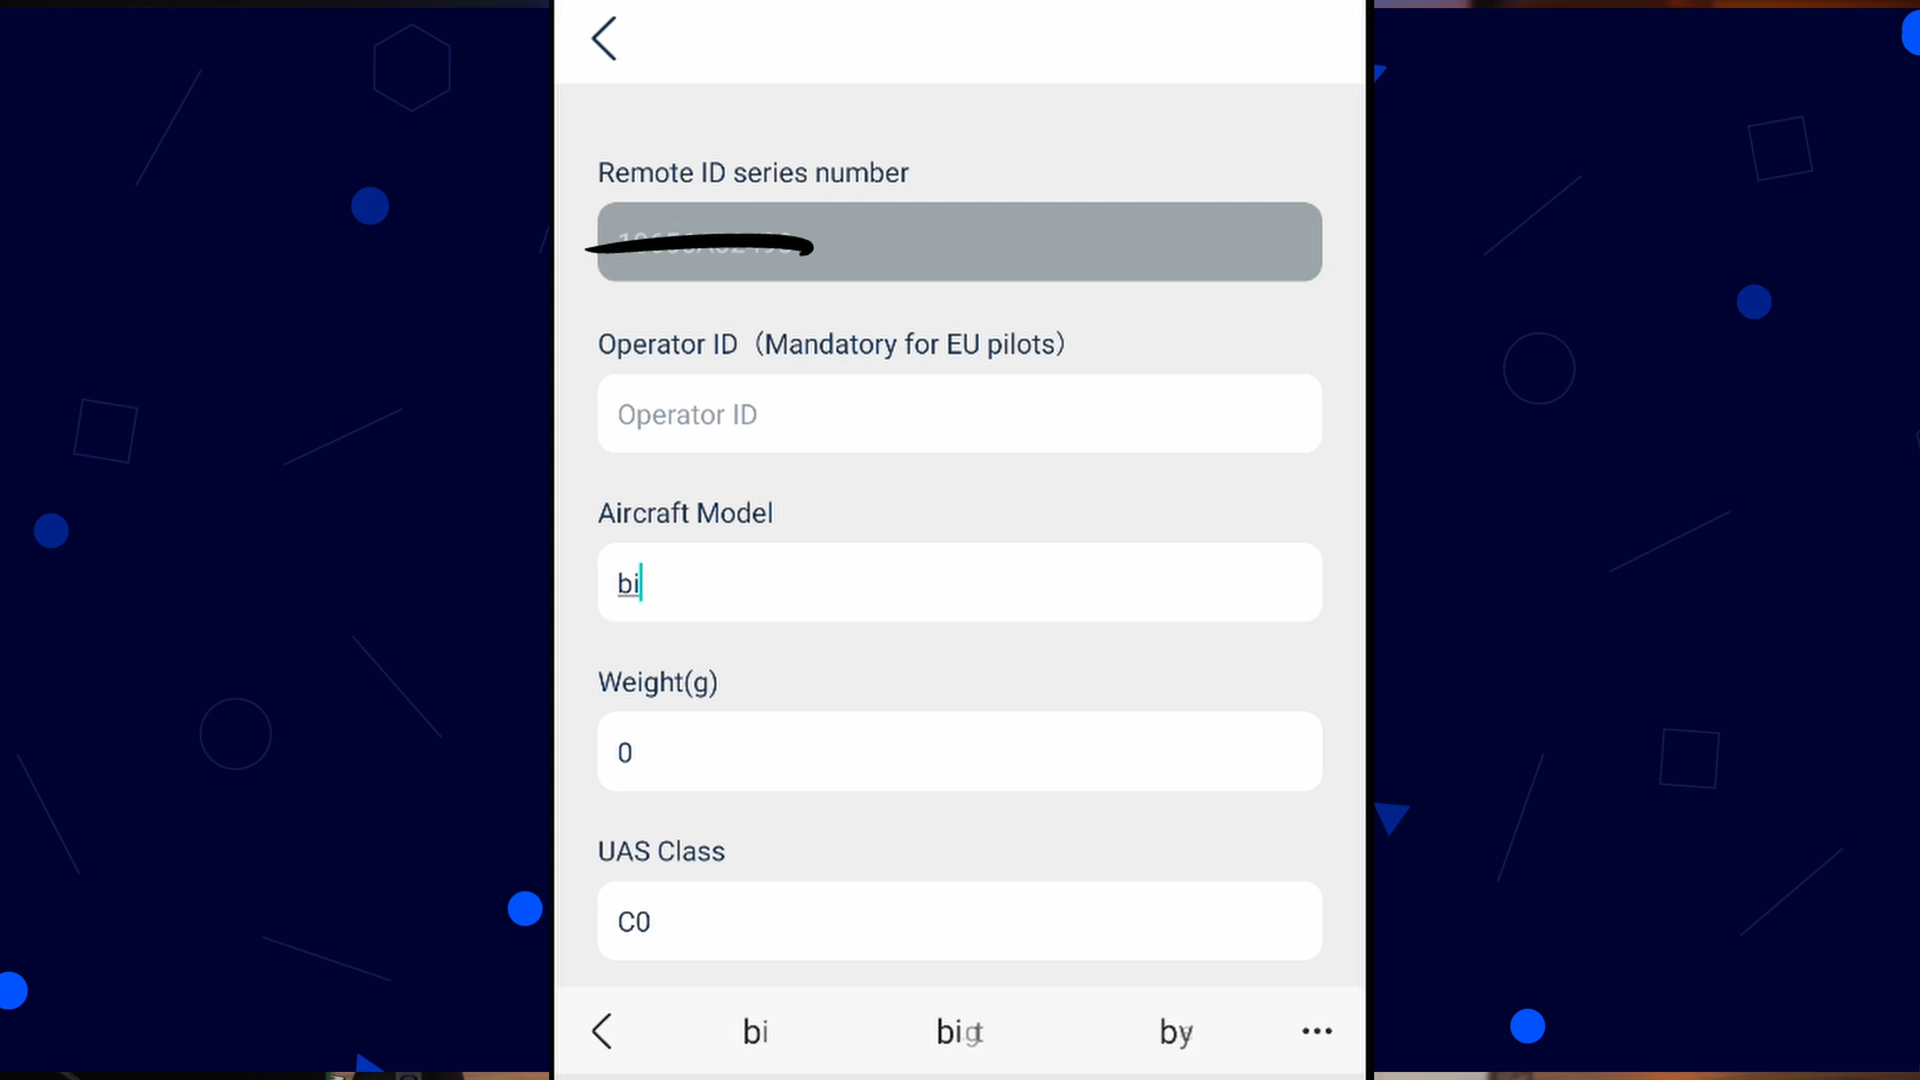 Remote ID series number
Operator ID（Mandatory for EU pilots）
Operator ID
Aircraft Model
bi
Weight(g)
0
UAS Class
C0
bi by